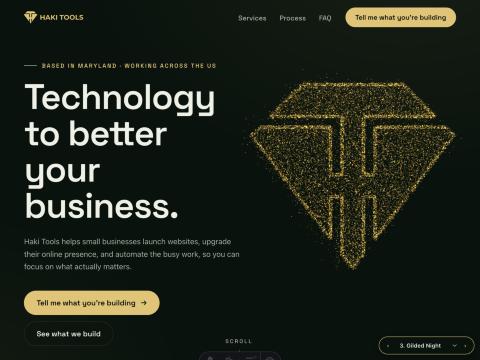 HAKI TOOLS
Services
Process
FAQ
Tell me what you're building
BASED IN MARYLAND · WORKING ACROSS THE US
Technology
to better
your
business.
Haki Tools helps small businesses launch websites, upgrade
their online presence, and automate the busy work, so you can
focus on what actually matters.
Tell me what you're building →
See what we build
SCROLL
‹ 3. Gilded Night ›